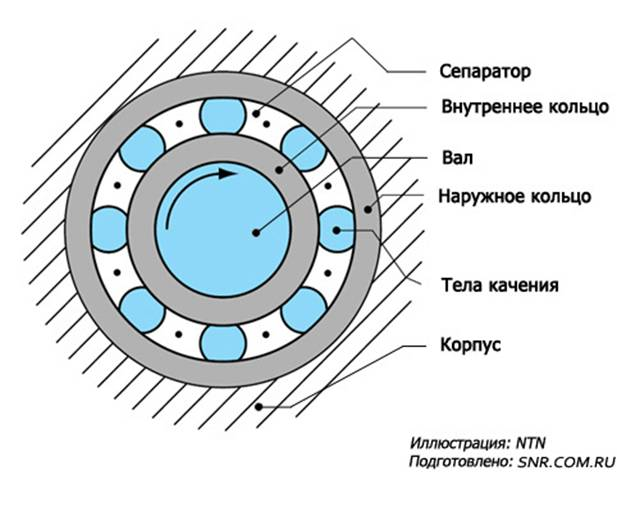 Сепаратор
Внутреннее кольцо
Вал
Наружное кольцо
Тела качения
Корпус
Иллюстрация: NTN
Подготовлено: SNR.COM.RU